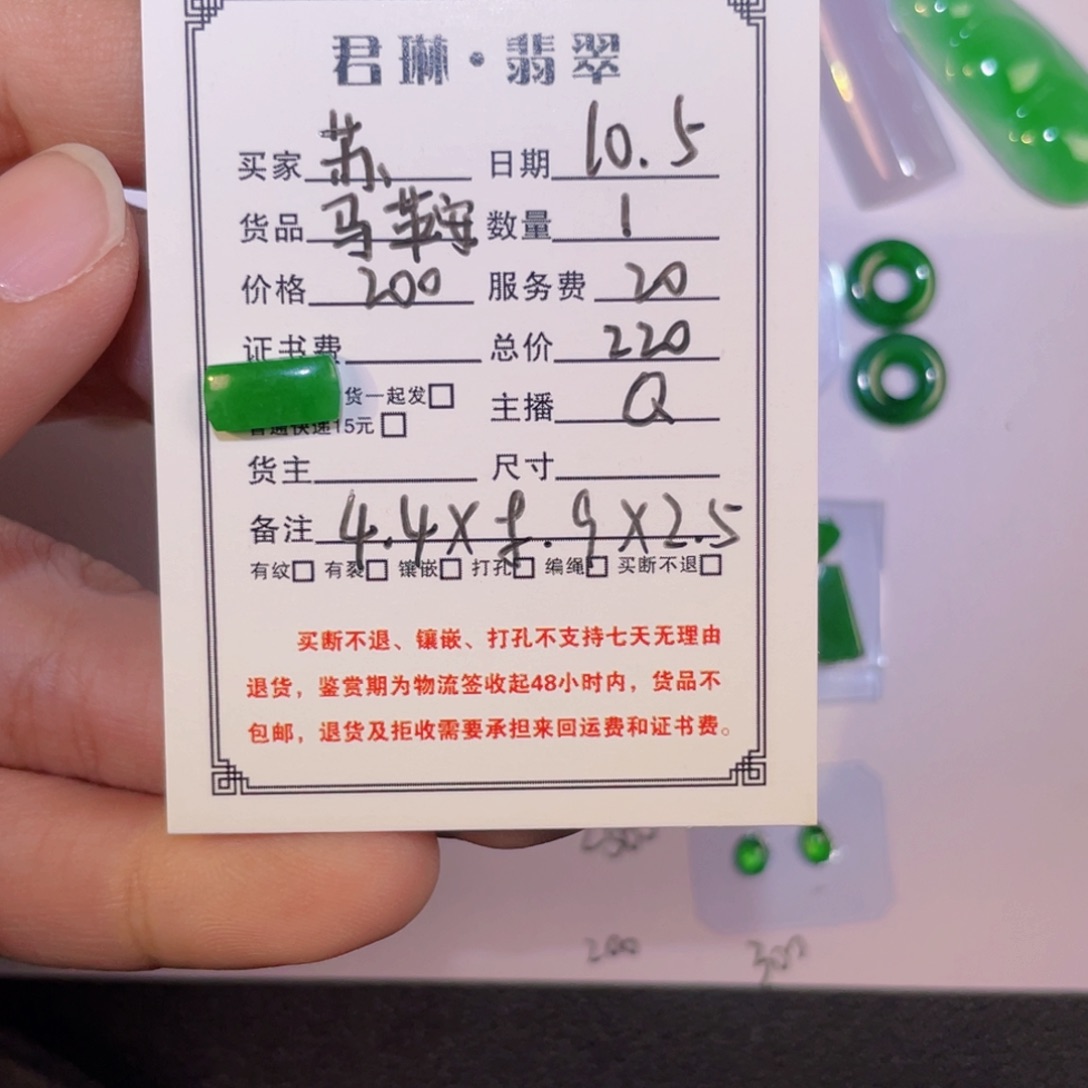 君琳·翡翠
买家 苏、 日期 10.5
货品 马鞍 数量 1
价格 200 服务费 20
证书费 总价 220
货一起发□ 主播 Q
普通快递15元□
货主 尺寸
备注 4.4X8.9X2.5
有纹□ 有裂□ 镶嵌□ 打孔□ 编绳□ 买断不退□
买断不退、镶嵌、打孔不支持七天无理由
退货，鉴赏期为物流签收起48小时内，货品不
包邮，退货及拒收需要承担来回运费和证书费。
200 300